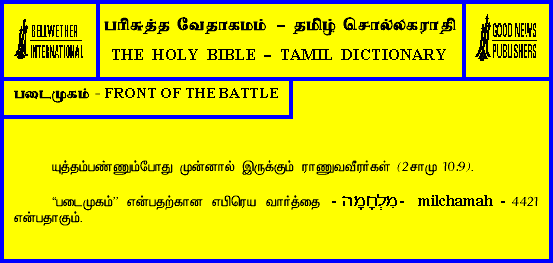 BELLWETHER
INTERNATIONAL
பரிசுத்த வேதாகமம் – தமிழ் சொல்லகராதி
THE HOLY BIBLE – TAMIL DICTIONARY
GOOD NEWS
PUBLISHERS
படைமுகம் - FRONT OF THE BATTLE
யுத்தம்பண்ணும்போது முன்னால் இருக்கும் ராணுவவீரர்கள் (2சாமு 10:9).
“படைமுகம்” என்பதற்கான எபிரெய வார்த்தை - מִלְחָמָה - milchamah - 4421
என்பதாகும்.